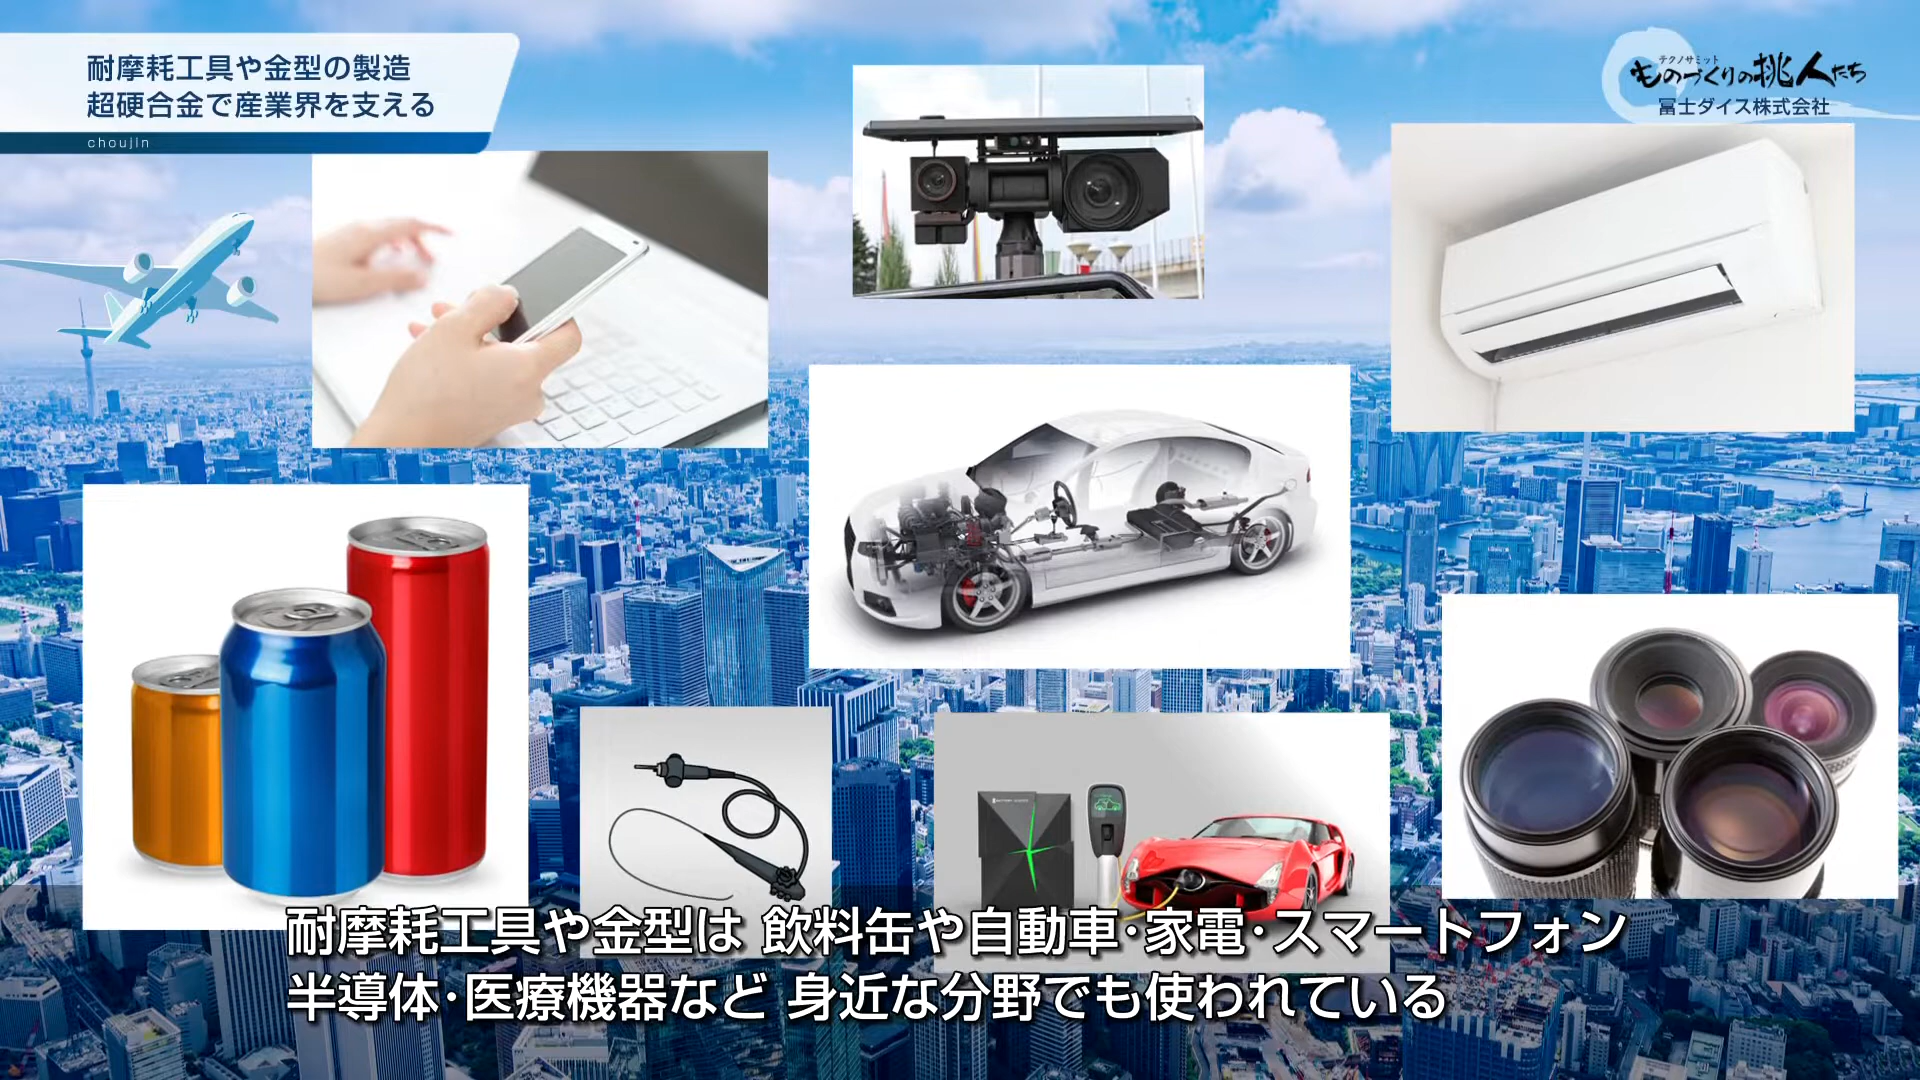 耐摩耗工具や金型の製造
超硬合金で産業界を支える
choujin
テクノサミット
ものづくりの挑人たち
冨士ダイス株式会社
耐摩耗工具や金型は 飲料缶や自動車･家電･スマートフォン
半導体･医療機器など 身近な分野でも使われている